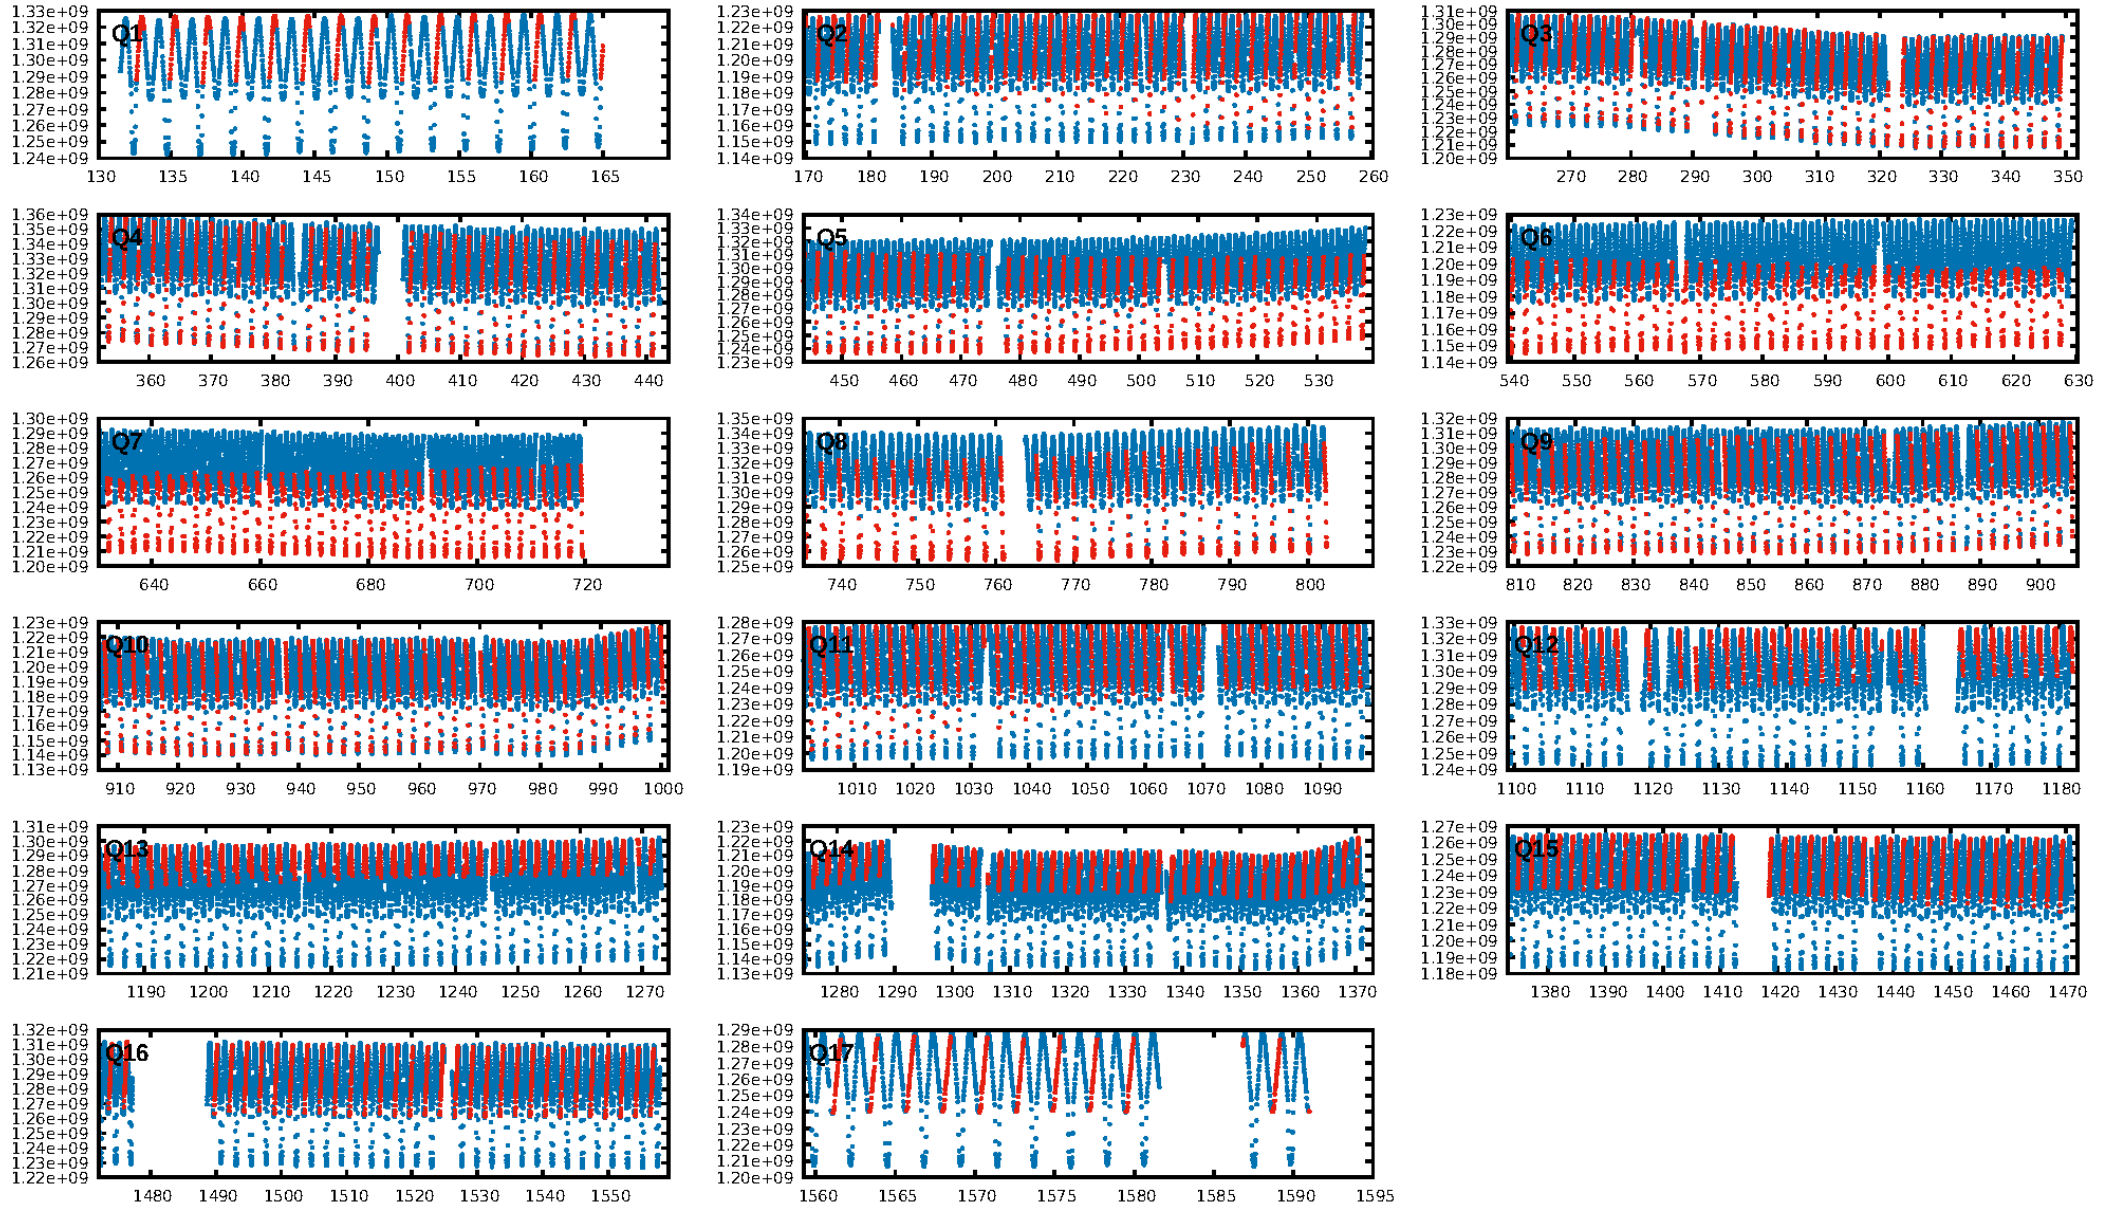 1.33e+09 1.32e+09 1.31e+09 1.30e+09 1.29e+09 1.28e+09 1.27e+09 1.26e+09 1.25e+09 1.24e+09
Q1
130 135 140 145 150 155 160 165
1.23e+09 1.22e+09 1.21e+09 1.20e+09 1.19e+09 1.18e+09 1.17e+09 1.16e+09 1.15e+09 1.14e+09
Q2
170 180 190 200 210 220 230 240 250 260
1.31e+09 1.30e+09 1.29e+09 1.28e+09 1.27e+09 1.26e+09 1.25e+09 1.24e+09 1.23e+09 1.22e+09 1.21e+09 1.20e+09
Q3
270 280 290 300 310 320 330 340 350
1.36e+09 1.35e+09 1.34e+09 1.33e+09 1.32e+09 1.31e+09 1.30e+09 1.29e+09 1.28e+09 1.27e+09 1.26e+09
Q4
360 370 380 390 400 410 420 430 440
1.34e+09 1.33e+09 1.32e+09 1.31e+09 1.30e+09 1.29e+09 1.28e+09 1.27e+09 1.26e+09 1.25e+09 1.24e+09 1.23e+09
Q5
450 460 470 480 490 500 510 520 530
1.23e+09 1.22e+09 1.21e+09 1.20e+09 1.19e+09 1.18e+09 1.17e+09 1.16e+09 1.15e+09 1.14e+09
Q6
540 550 560 570 580 590 600 610 620 630
1.30e+09 1.29e+09 1.28e+09 1.27e+09 1.26e+09 1.25e+09 1.24e+09 1.23e+09 1.22e+09 1.21e+09 1.20e+09
Q7
640 660 680 700 720
1.35e+09 1.34e+09 1.33e+09 1.32e+09 1.31e+09 1.30e+09 1.29e+09 1.28e+09 1.27e+09 1.26e+09 1.25e+09
Q8
740 750 760 770 780 790 800
1.32e+09 1.31e+09 1.30e+09 1.29e+09 1.28e+09 1.27e+09 1.26e+09 1.25e+09 1.24e+09 1.23e+09 1.22e+09
Q9
810 820 830 840 850 860 870 880 890 900
1.23e+09 1.22e+09 1.21e+09 1.20e+09 1.19e+09 1.18e+09 1.17e+09 1.16e+09 1.15e+09 1.14e+09 1.13e+09
Q10
910 920 930 940 950 960 970 980 990 1000
1.28e+09 1.27e+09 1.26e+09 1.25e+09 1.24e+09 1.23e+09 1.22e+09 1.21e+09 1.20e+09 1.19e+09
Q11
1010 1020 1030 1040 1050 1060 1070 1080 1090
1.33e+09 1.32e+09 1.31e+09 1.30e+09 1.29e+09 1.28e+09 1.27e+09 1.26e+09 1.25e+09 1.24e+09
Q12
1100 1110 1120 1130 1140 1150 1160 1170 1180
1.31e+09 1.30e+09 1.29e+09 1.28e+09 1.27e+09 1.26e+09 1.25e+09 1.24e+09 1.23e+09 1.22e+09 1.21e+09
Q13
1190 1200 1210 1220 1230 1240 1250 1260 1270
1.23e+09 1.22e+09 1.21e+09 1.20e+09 1.19e+09 1.18e+09 1.17e+09 1.16e+09 1.15e+09 1.14e+09 1.13e+09
Q14
1280 1290 1300 1310 1320 1330 1340 1350 1360 1370
1.27e+09 1.26e+09 1.25e+09 1.24e+09 1.23e+09 1.22e+09 1.21e+09 1.20e+09 1.19e+09 1.18e+09
Q15
1380 1390 1400 1410 1420 1430 1440 1450 1460 1470
1.32e+09 1.31e+09 1.30e+09 1.29e+09 1.28e+09 1.27e+09 1.26e+09 1.25e+09 1.24e+09 1.23e+09 1.22e+09
Q16
1480 1490 1500 1510 1520 1530 1540 1550
1.29e+09 1.28e+09 1.27e+09 1.26e+09 1.25e+09 1.24e+09 1.23e+09 1.22e+09 1.21e+09 1.20e+09
Q17
1560 1565 1570 1575 1580 1585 1590 1595